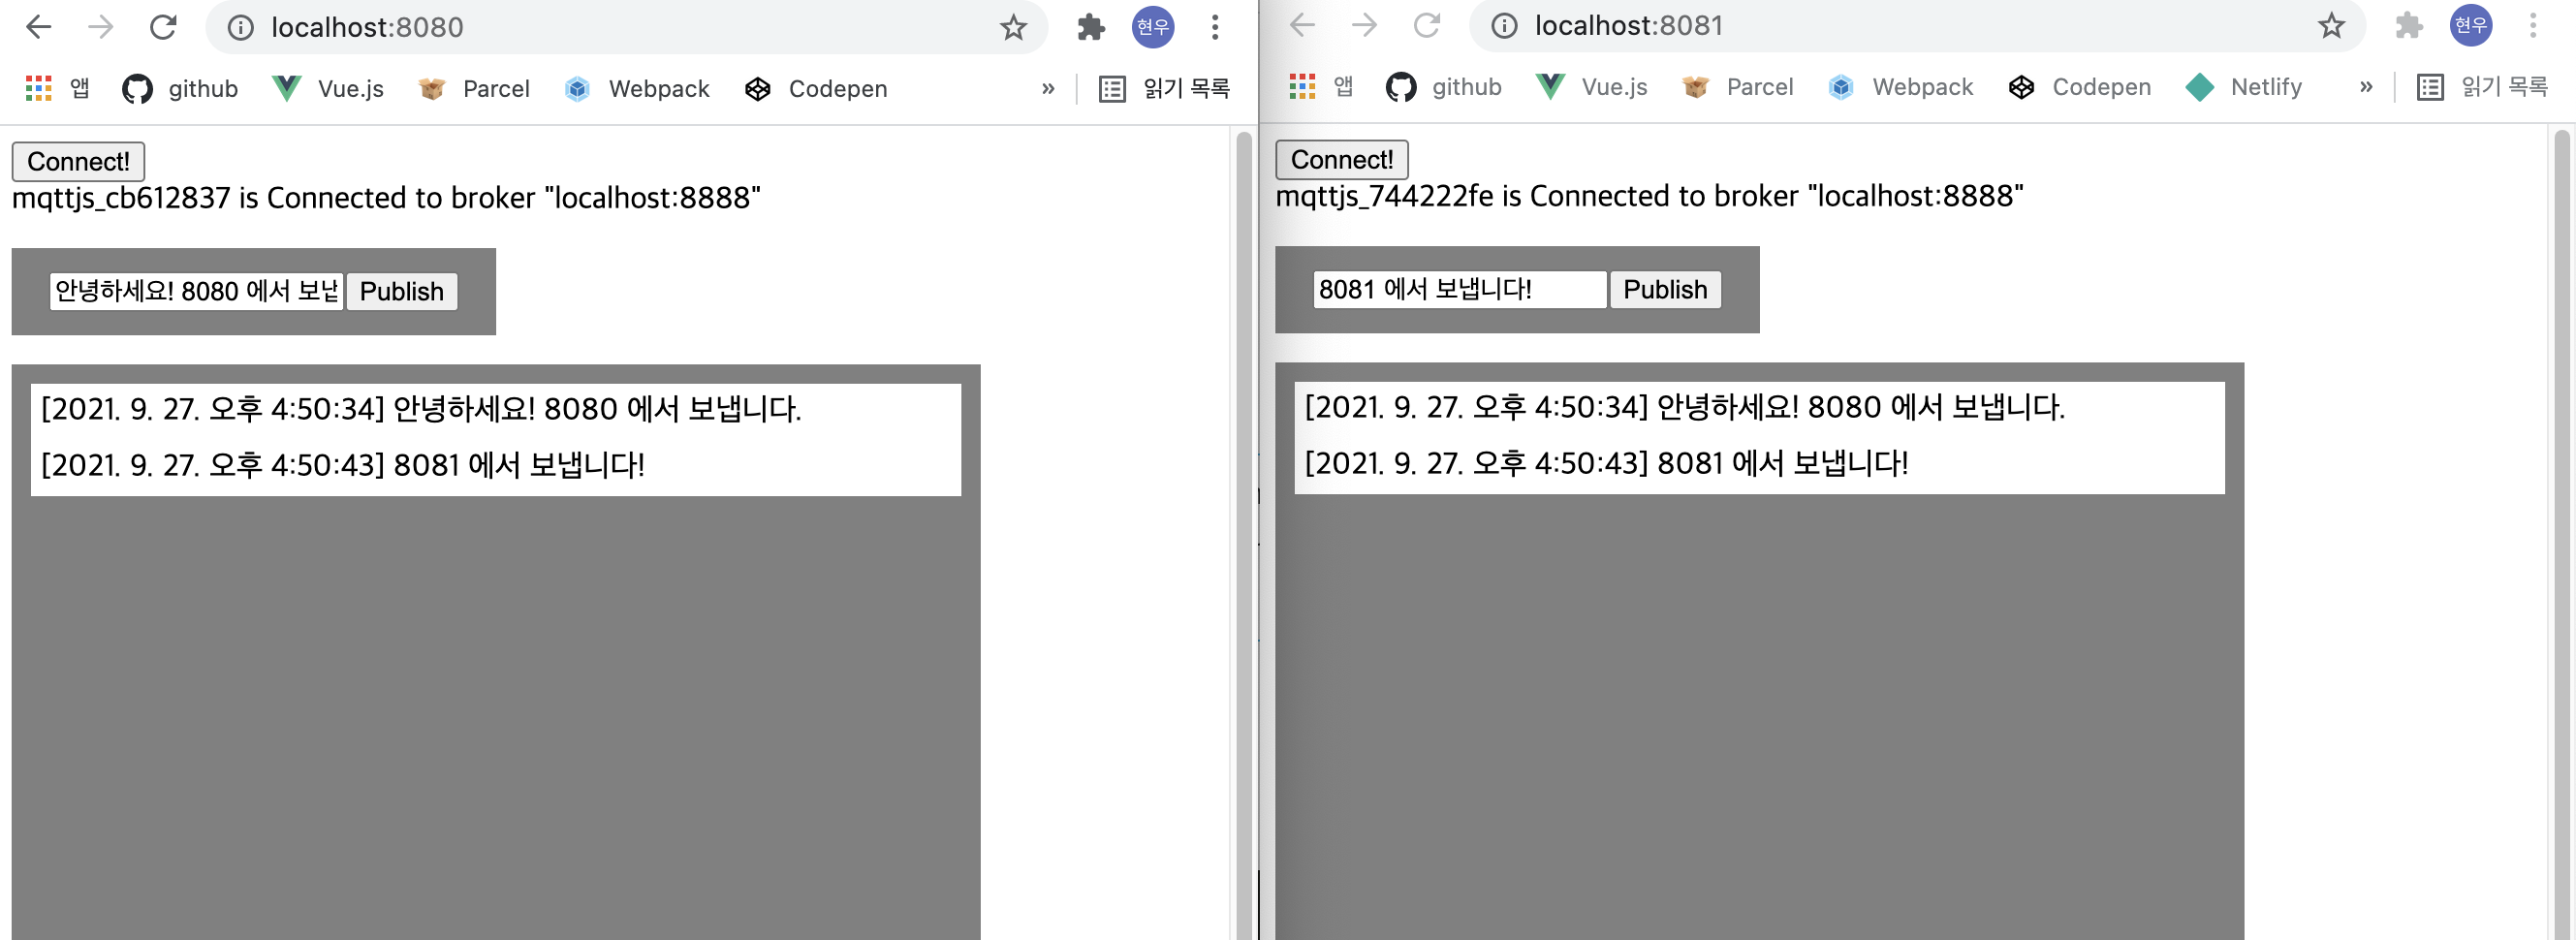 localhost:8080
현우
앱 github Vue.js Parcel Webpack Codepen » 읽기 목록
Connect!
mqttjs_cb612837 is Connected to broker "localhost:8888"
안녕하세요! 8080 에서 보냅 Publish
[2021. 9. 27. 오후 4:50:34] 안녕하세요! 8080 에서 보냅니다.
[2021. 9. 27. 오후 4:50:43] 8081 에서 보냅니다!
localhost:8081
현우
앱 github Vue.js Parcel Webpack Codepen Netlify » 읽기 목록
Connect!
mqttjs_744222fe is Connected to broker "localhost:8888"
8081 에서 보냅니다! Publish
[2021. 9. 27. 오후 4:50:34] 안녕하세요! 8080 에서 보냅니다.
[2021. 9. 27. 오후 4:50:43] 8081 에서 보냅니다!